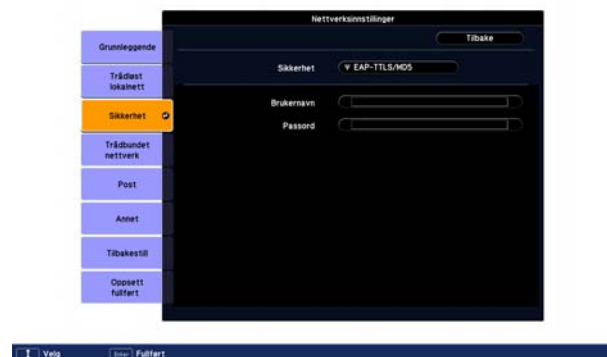 Nettverksinnstillinger
Tilbake
Grunnleggende
Trådløst
lokalnett
Sikkerhet
Trådbundet
nettverk
Post
Annet
Tilbakestill
Oppsett
fullført
Sikkerhet EAP-TTLS/MD5
Brukernavn
Passord
Velg Enter Fullført